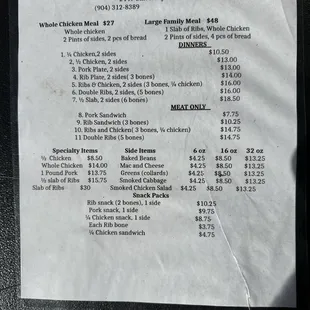 (904) 312-8389
Whole Chicken Meal $27 Large Family Meal $48
Whole chicken 1 Slab of Ribs, Whole Chicken
2 Pints of sides, 2 pcs of bread 2 Pints of sides, 4 pcs of bread
DINNERS
1. ¼ Chicken,2 sides $10.50
2. ½ Chicken, 2 sides $13.00
3. Pork Plate, 2 sides $13.00
4. Rib Plate, 2 sides( 3 bones) $14.00
5. Ribs & Chicken, 2 sides (3 bones, ¼ chicken) $16.00
6. Double Ribs, 2 sides, (5 bones) $16.00
7. ½ Slab, 2 sides (6 bones) $18.50
MEAT ONLY
8. Pork Sandwich $7.75
9. Rib Sandwich (3 bones) $10.25
10. Ribs and Chicken( 3 bones, ¼ chicken) $14.75
11 Double Ribs (5 bones) $14.75
Specialty Items Side Items 6 oz 16 oz 32 oz
½ Chicken $8.50 Baked Beans $4.25 $8.50 $13.25
Whole Chicken $14.00 Mac and Cheese $4.25 $8.50 $13.25
1 Pound Pork $13.75 Greens (collards) $4.25 $8.50 $13.25
½ slab of Ribs $15.75 Smoked Cabbage $4.25 $8.50 $13.25
Slab of Ribs $30 Smoked Chicken Salad $4.25 $8.50 $13.25
Snack Packs
Rib snack (2 bones), 1 side $10.25
Pork snack, 1 side $9.75
¼ Chicken snack, 1 side $8.75
Each Rib bone $3.75
¼ Chicken sandwich $4.75